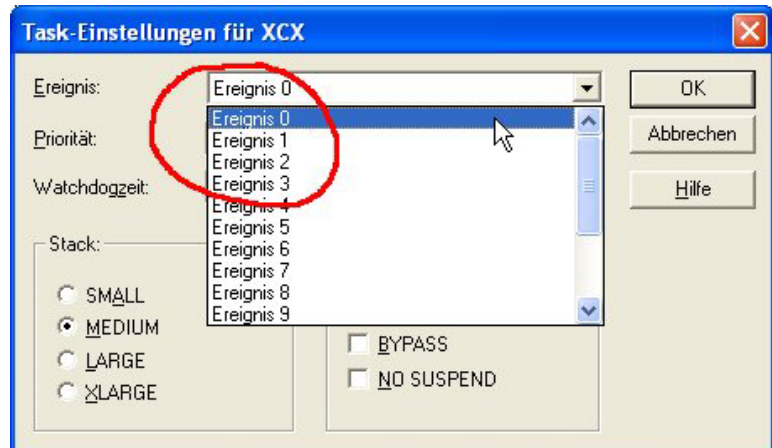 Task-Einstellungen für XCX
Ereignis:
Ereignis 0
OK
Ereignis 0
Ereignis 1
Ereignis 2
Ereignis 3
Ereignis 4
Ereignis 5
Ereignis 6
Ereignis 7
Ereignis 8
Ereignis 9
Priorität:
Abbrechen
Watchdogzeit:
Hilfe
Stack:
SMALL
MEDIUM
LARGE
XLARGE
BYPASS
NO SUSPEND